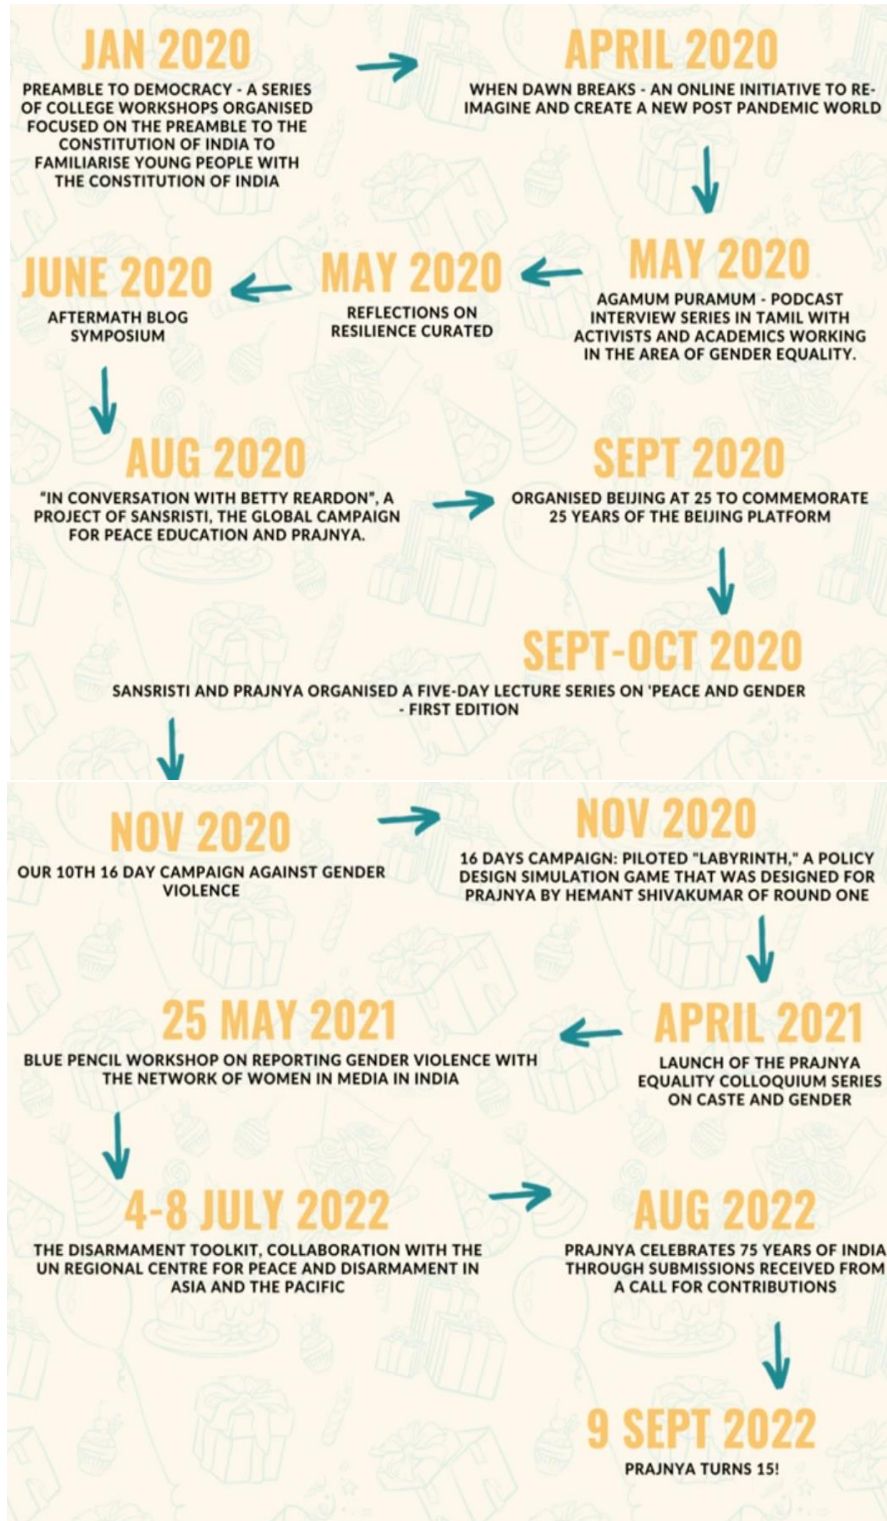 JAN 2020
PREAMBLE TO DEMOCRACY - A SERIES
OF COLLEGE WORKSHOPS ORGANISED
FOCUSED ON THE PREAMBLE TO THE
CONSTITUTION OF INDIA TO
FAMILIARISE YOUNG PEOPLE WITH
THE CONSTITUTION OF INDIA
APRIL 2020
WHEN DAWN BREAKS - AN ONLINE INITIATIVE TO RE-
IMAGINE AND CREATE A NEW POST PANDEMIC WORLD
MAY 2020
AGAMUM PURAMUM - PODCAST
INTERVIEW SERIES IN TAMIL WITH
ACTIVISTS AND ACADEMICS WORKING
IN THE AREA OF GENDER EQUALITY.
MAY 2020
REFLECTIONS ON
RESILIENCE CURATED
JUNE 2020
AFTERMATH BLOG
SYMPOSIUM
AUG 2020
"IN CONVERSATION WITH BETTY REARDON", A
PROJECT OF SANSRISTI, THE GLOBAL CAMPAIGN
FOR PEACE EDUCATION AND PRAJNYA.
SEPT 2020
ORGANISED BEIJING AT 25 TO COMMEMORATE
25 YEARS OF THE BEIJING PLATFORM
SEPT-OCT 2020
SANSRISTI AND PRAJNYA ORGANISED A FIVE-DAY LECTURE SERIES ON 'PEACE AND GENDER
- FIRST EDITION
NOV 2020
OUR 10TH 16 DAY CAMPAIGN AGAINST GENDER
VIOLENCE
NOV 2020
16 DAYS CAMPAIGN: PILOTED "LABYRINTH," A POLICY
DESIGN SIMULATION GAME THAT WAS DESIGNED FOR
PRAJNYA BY HEMANT SHIVAKUMAR OF ROUND ONE
APRIL 2021
LAUNCH OF THE PRAJNYA
EQUALITY COLLOQUIUM SERIES
ON CASTE AND GENDER
25 MAY 2021
BLUE PENCIL WORKSHOP ON REPORTING GENDER VIOLENCE WITH
THE NETWORK OF WOMEN IN MEDIA IN INDIA
4-8 JULY 2022
THE DISARMAMENT TOOLKIT, COLLABORATION WITH THE
UN REGIONAL CENTRE FOR PEACE AND DISARMAMENT IN
ASIA AND THE PACIFIC
AUG 2022
PRAJNYA CELEBRATES 75 YEARS OF INDIA
THROUGH SUBMISSIONS RECEIVED FROM
A CALL FOR CONTRIBUTIONS
9 SEPT 2022
PRAJNYA TURNS 15!